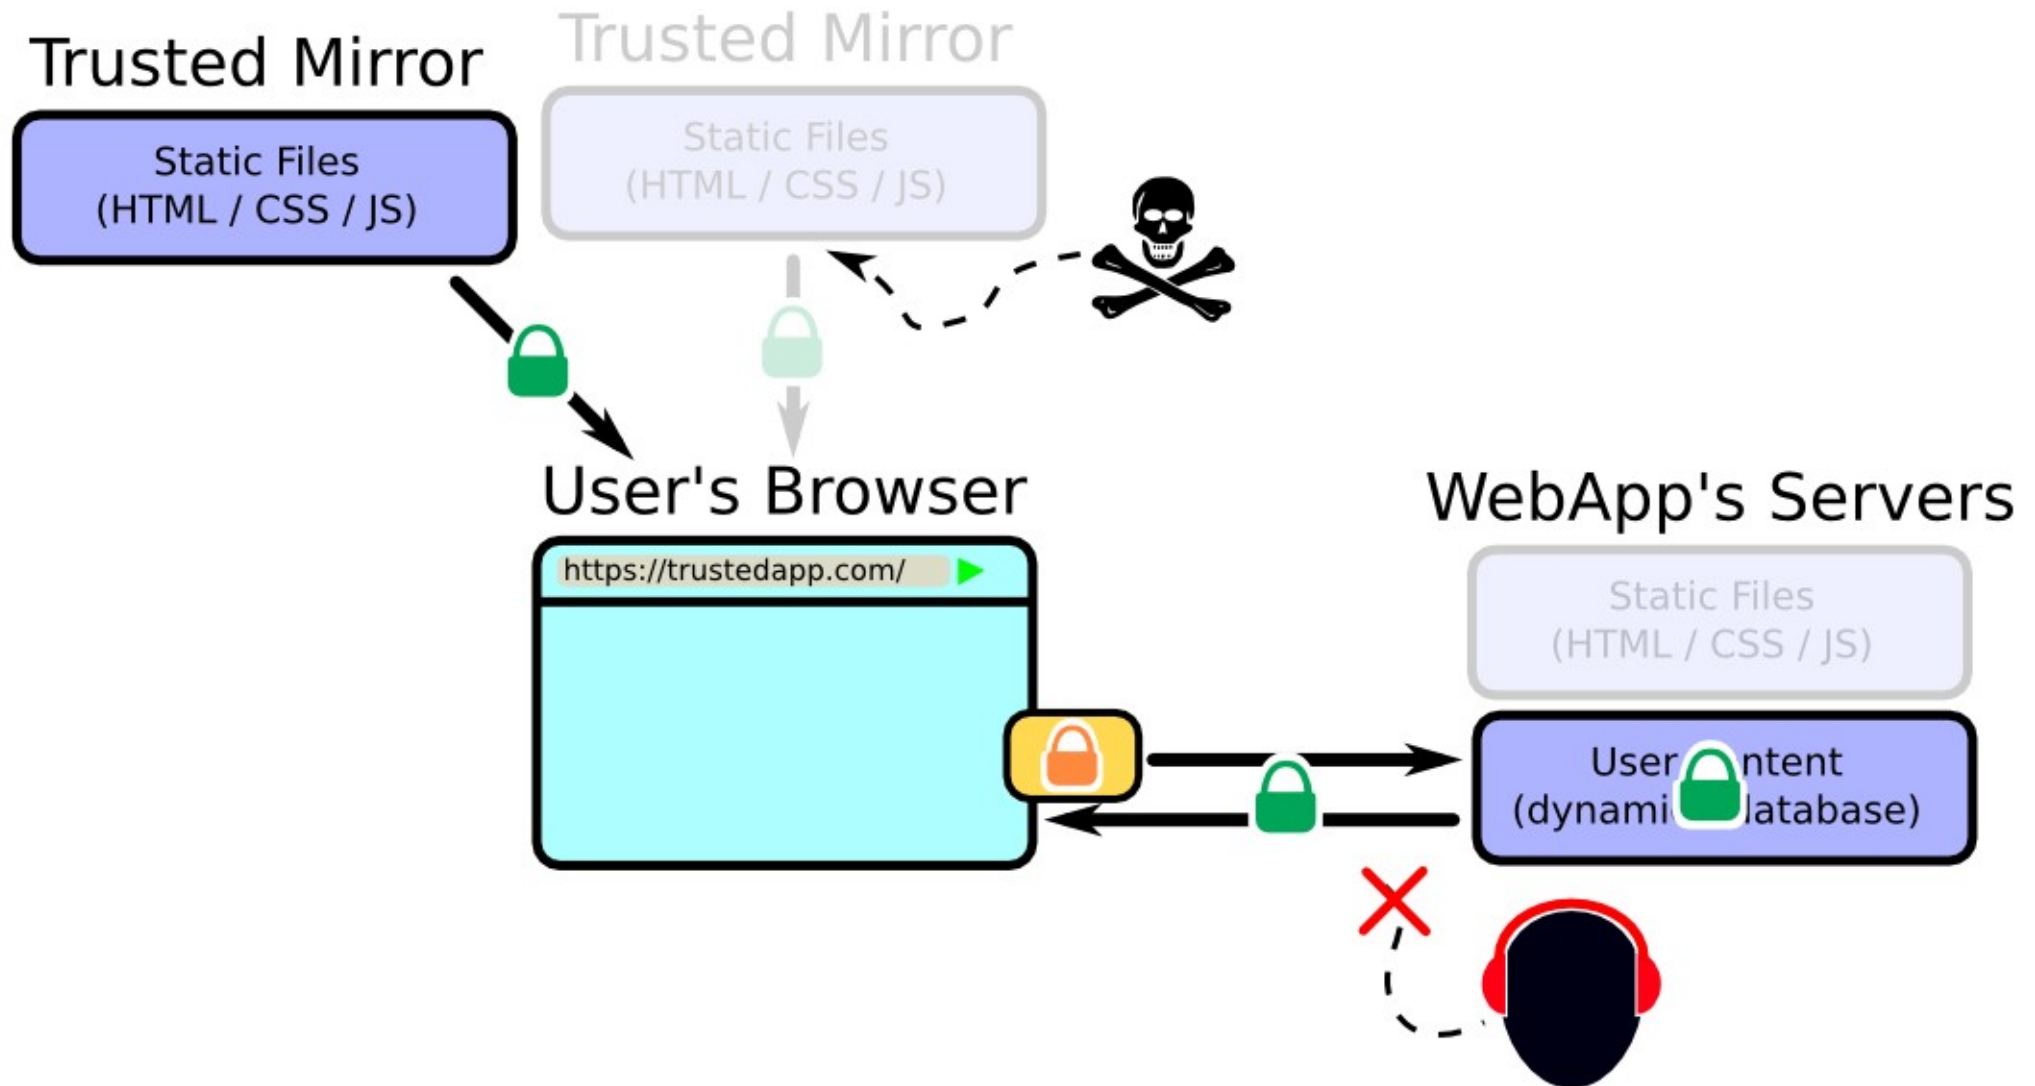 Trusted Mirror
Static Files
(HTML / CSS / JS)
Trusted Mirror
Static Files
(HTML / CSS / JS)
User's Browser
https://trustedapp.com/
WebApp's Servers
Static Files
(HTML / CSS / JS)
User ntent
(dynami atabase)